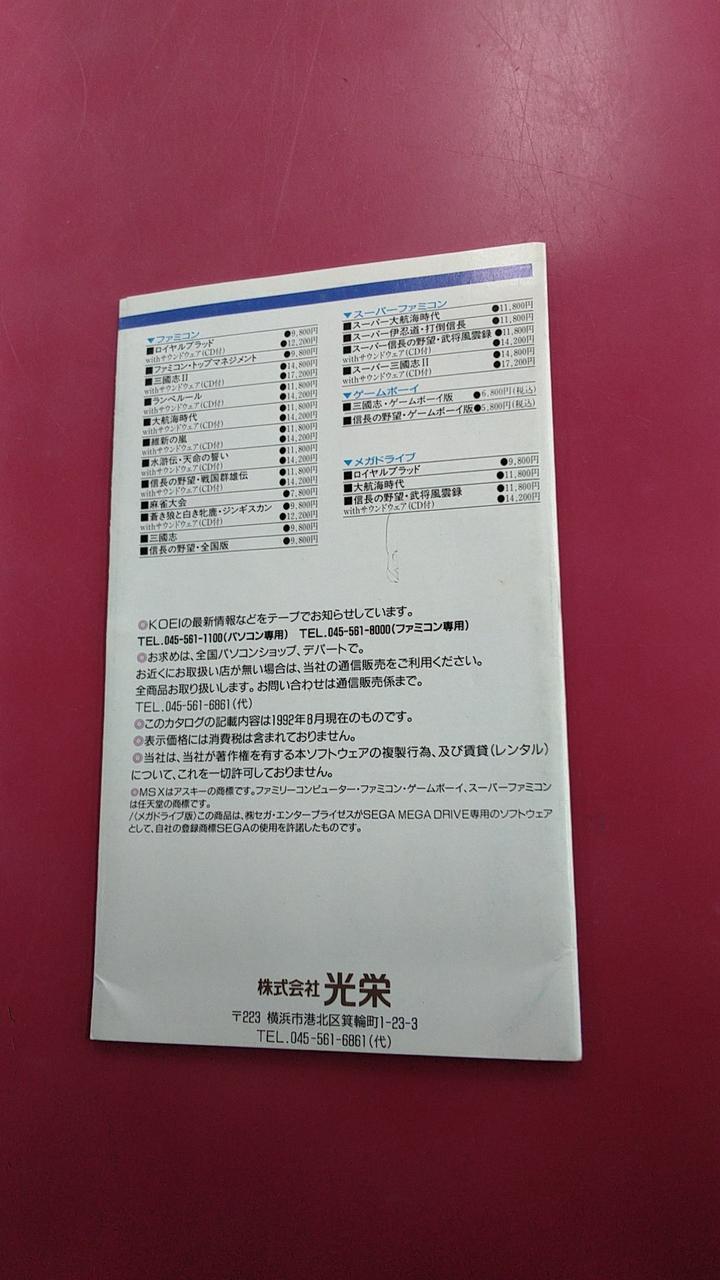 ▼ファミコン
■ロイヤルブラッド ●9,800円
withサウンドウェア(CD付) ●12,200円
■ファミコン・トップマネジメント ●9,800円
■三國志Ⅱ ●14,800円
withサウンドウェア(CD付) ●17,200円
■ランペルール ●11,800円
withサウンドウェア(CD付) ●14,200円
■大航海時代 ●11,800円
withサウンドウェア(CD付) ●14,200円
■維新の嵐 ●11,800円
withサウンドウェア(CD付) ●14,200円
■水滸伝・天命の誓い ●11,800円
withサウンドウェア(CD付) ●14,200円
■信長の野望・戦国群雄伝 ●11,800円
withサウンドウェア(CD付) ●14,200円
■麻雀大会 ●7,800円
■蒼き狼と白き牝鹿・ジンギスカン ●9,800円
withサウンドウェア(CD付) ●12,200円
■三國志 ●9,800円
■信長の野望・全国版 ●9,800円
▼スーパーファミコン
■スーパー大航海時代 ●11,800円
■スーパー伊忍道・打倒信長 ●11,800円
■スーパー信長の野望・武将風雲録 ●11,800円
withサウンドウェア(CD付) ●14,200円
■スーパー三國志Ⅱ ●14,800円
withサウンドウェア(CD付) ●17,200円
▼ゲームボーイ
■三國志・ゲームボーイ版 ●6,800円(税込)
■信長の野望・ゲームボーイ版 ●5,800円(税込)
▼メガドライブ
■ロイヤルブラッド ●9,800円
■大航海時代 ●11,800円
■信長の野望・武将風雲録 ●11,800円
withサウンドウェア(CD付) ●14,200円
◎KOEIの最新情報などをテープでお知らせしています。
TEL.045-561-1100(パソコン専用) TEL.045-561-8000(ファミコン専用)
◎お求めは、全国パソコンショップ、デパートで。
お近くにお取扱い店が無い場合は、当社の通信販売をご利用ください。
全商品お取り扱いします。お問い合わせは通信販売係まで。
TEL.045-561-6861(代)
◎このカタログの記載内容は1992年8月現在のものです。
◎表示価格には消費税は含まれておりません。
◎当社は、当社が著作権を有する本ソフトウェアの複製行為、及び賃貸(レンタル)
について、これを一切許可しておりません。
◎MSXはアスキーの商標です。ファミリーコンピューター・ファミコン・ゲームボーイ、スーパーファミコン
は任天堂の商標です。
/(メガドライブ版)この商品は、㈱セガ・エンタープライゼスがSEGA MEGA DRIVE専用のソフトウェア
として、自社の登録商標SEGAの使用を許諾したものです。
株式会社 光栄
〒223 横浜市港北区箕輪町1-23-3
TEL.045-561-6861(代)